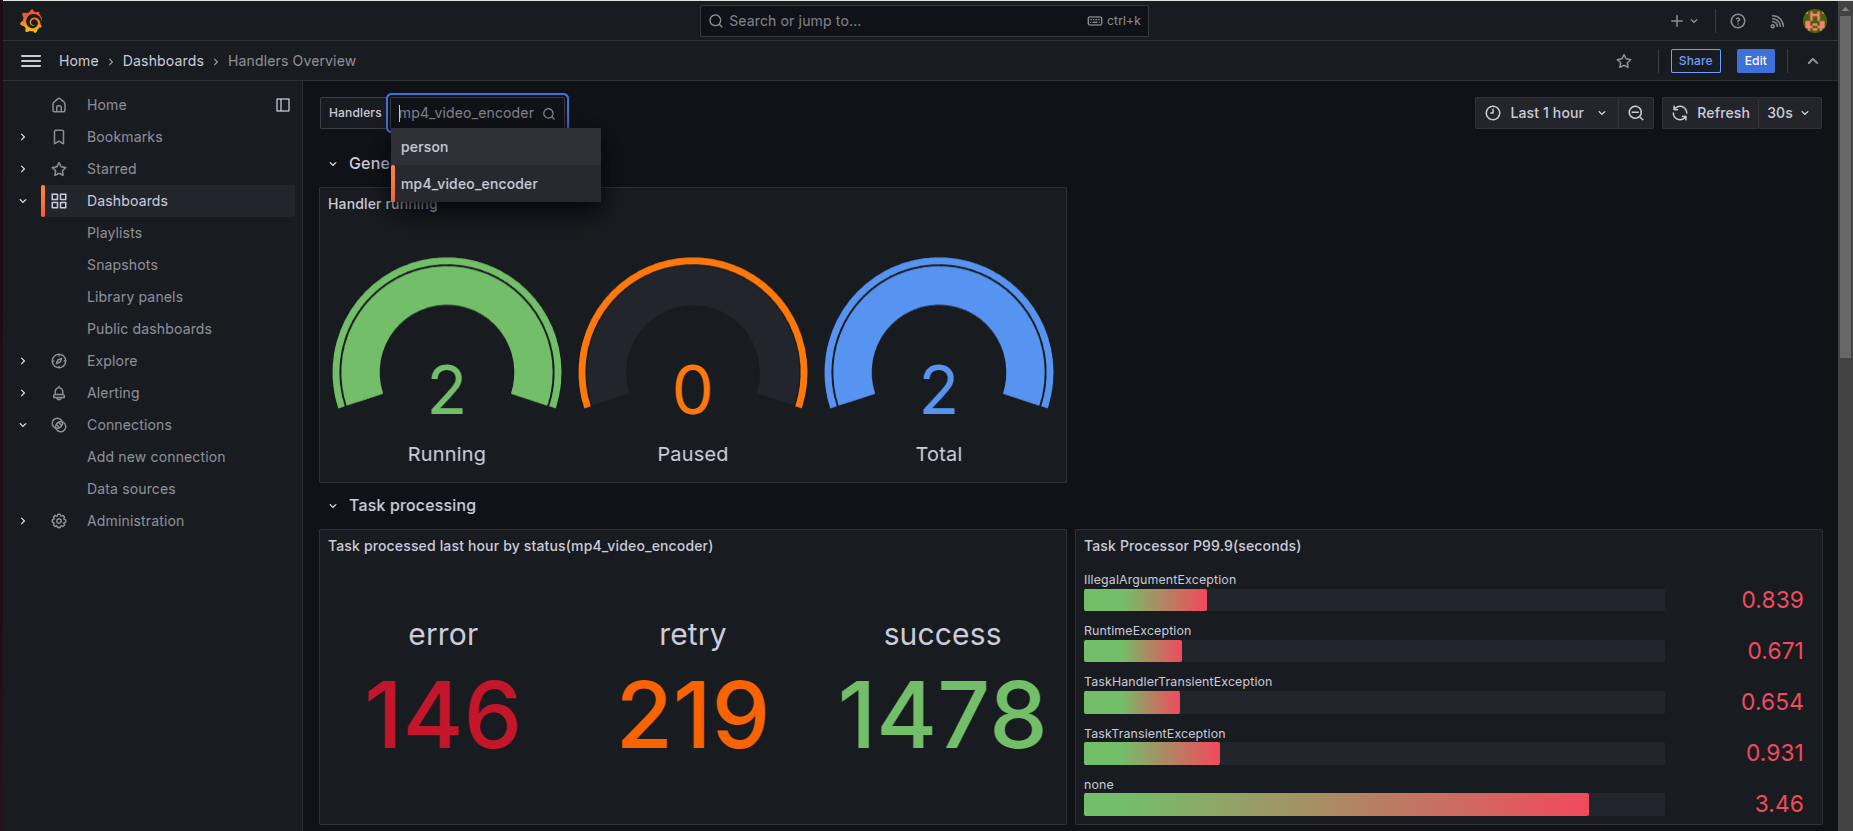 Search or jump to...
ctrl+k
Home › Dashboards › Handlers Overview
Share
Edit
Home
Bookmarks
Starred
Dashboards
Playlists
Snapshots
Library panels
Public dashboards
Explore
Alerting
Connections
Add new connection
Data sources
Administration
Handlers
mp4_video_encoder
Last 1 hour
Refresh
30s
person
mp4_video_encoder
Gene
Handler running
2
0
2
Running
Paused
Total
Task processing
Task processed last hour by status(mp4_video_encoder)
error
retry
success
146
219
1478
Task Processor P99.9(seconds)
IllegalArgumentException
0.839
RuntimeException
0.671
TaskHandlerTransientException
0.654
TaskTransientException
0.931
none
3.46